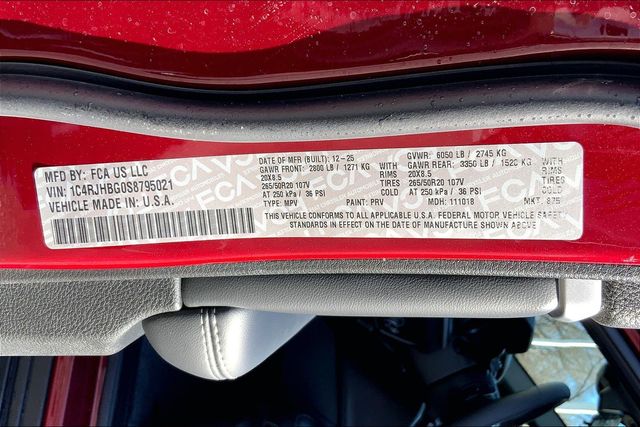 MFD BY: FCA US LLC
VIN: 1C4RJHBG0S8795021
VEHICLE MADE IN: U.S.A.
DATE OF MFR (BUILT): 12-25 GVWR: 6050 LB / 2745 KG
GAWR FRONT: 2800 LB / 1271 KG GAWR REAR: 3350 LB / 1520 KG
20X8.5 RIMS 20X8.5 RIMS
265/50R20 107V TIRES 265/50R20 107V TIRES
AT 250 kPa / 36 PSI COLD AT 250 kPa / 36 PSI COLD
TYPE: MPV PAINT: PRV MDH: 111018 MKT: 875
THIS VEHICLE CONFORMS TO ALL APPLICABLE U.S.A. FEDERAL MOTOR VEHICLE SAFETY
STANDARDS IN EFFECT ON THE DATE OF MANUFACTURE SHOWN ABOVE